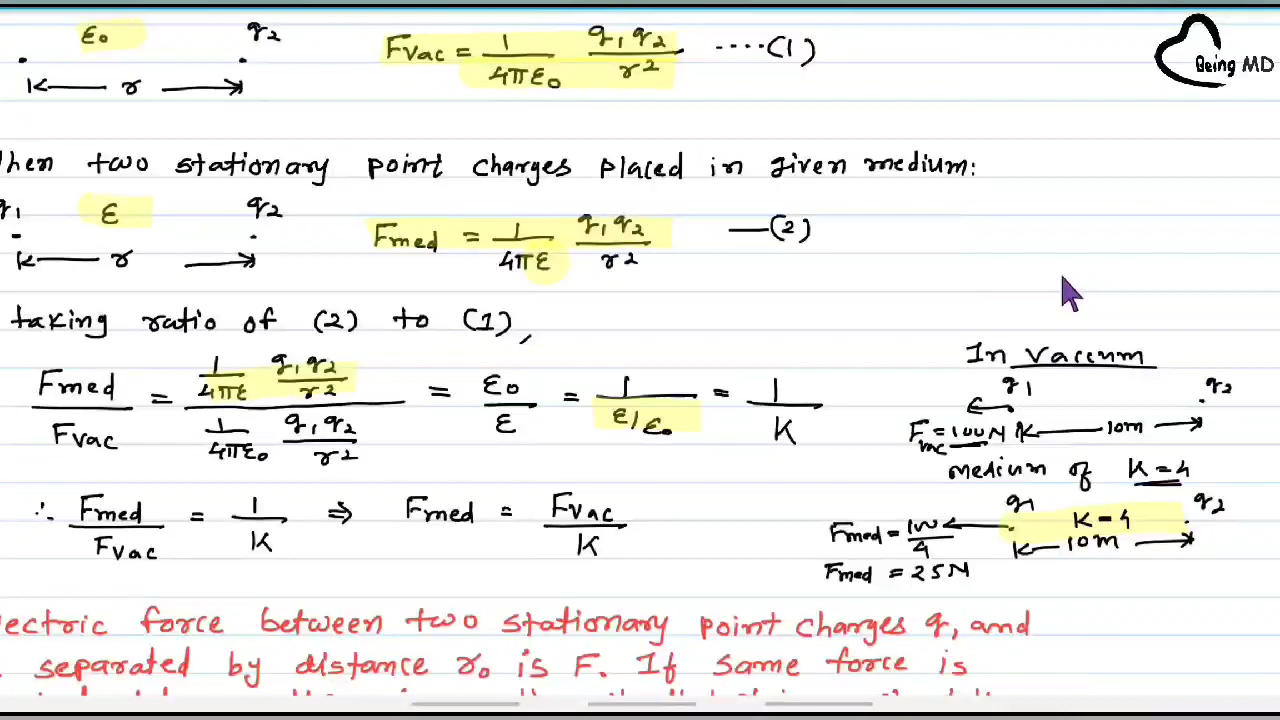 ε₀ q₂ Fvac = 1/4πε₀ q₁q₂/r² ····(1)
r
Being MD
When two stationary point charges placed in given medium:
q₁ ε q₂ Fmed = 1/4πε q₁q₂/r² —(2)
r
taking ratio of (2) to (1),
Fmed/Fvac = (1/4πε q₁q₂/r²)/(1/4πε₀ q₁q₂/r²) = ε₀/ε = 1/(ε/ε₀) = 1/K
∴ Fmed/Fvac = 1/K ⇒ Fmed = Fvac/K
In vaccum
q₁ q₂
Fvac = 100N 10m
medium of K=4
q₁ K=4 q₂
Fmed = 100/4 10m
Fmed = 25N
ectric force between two stationary point charges q₁ and
separated by distance r₀ is F. If same force is